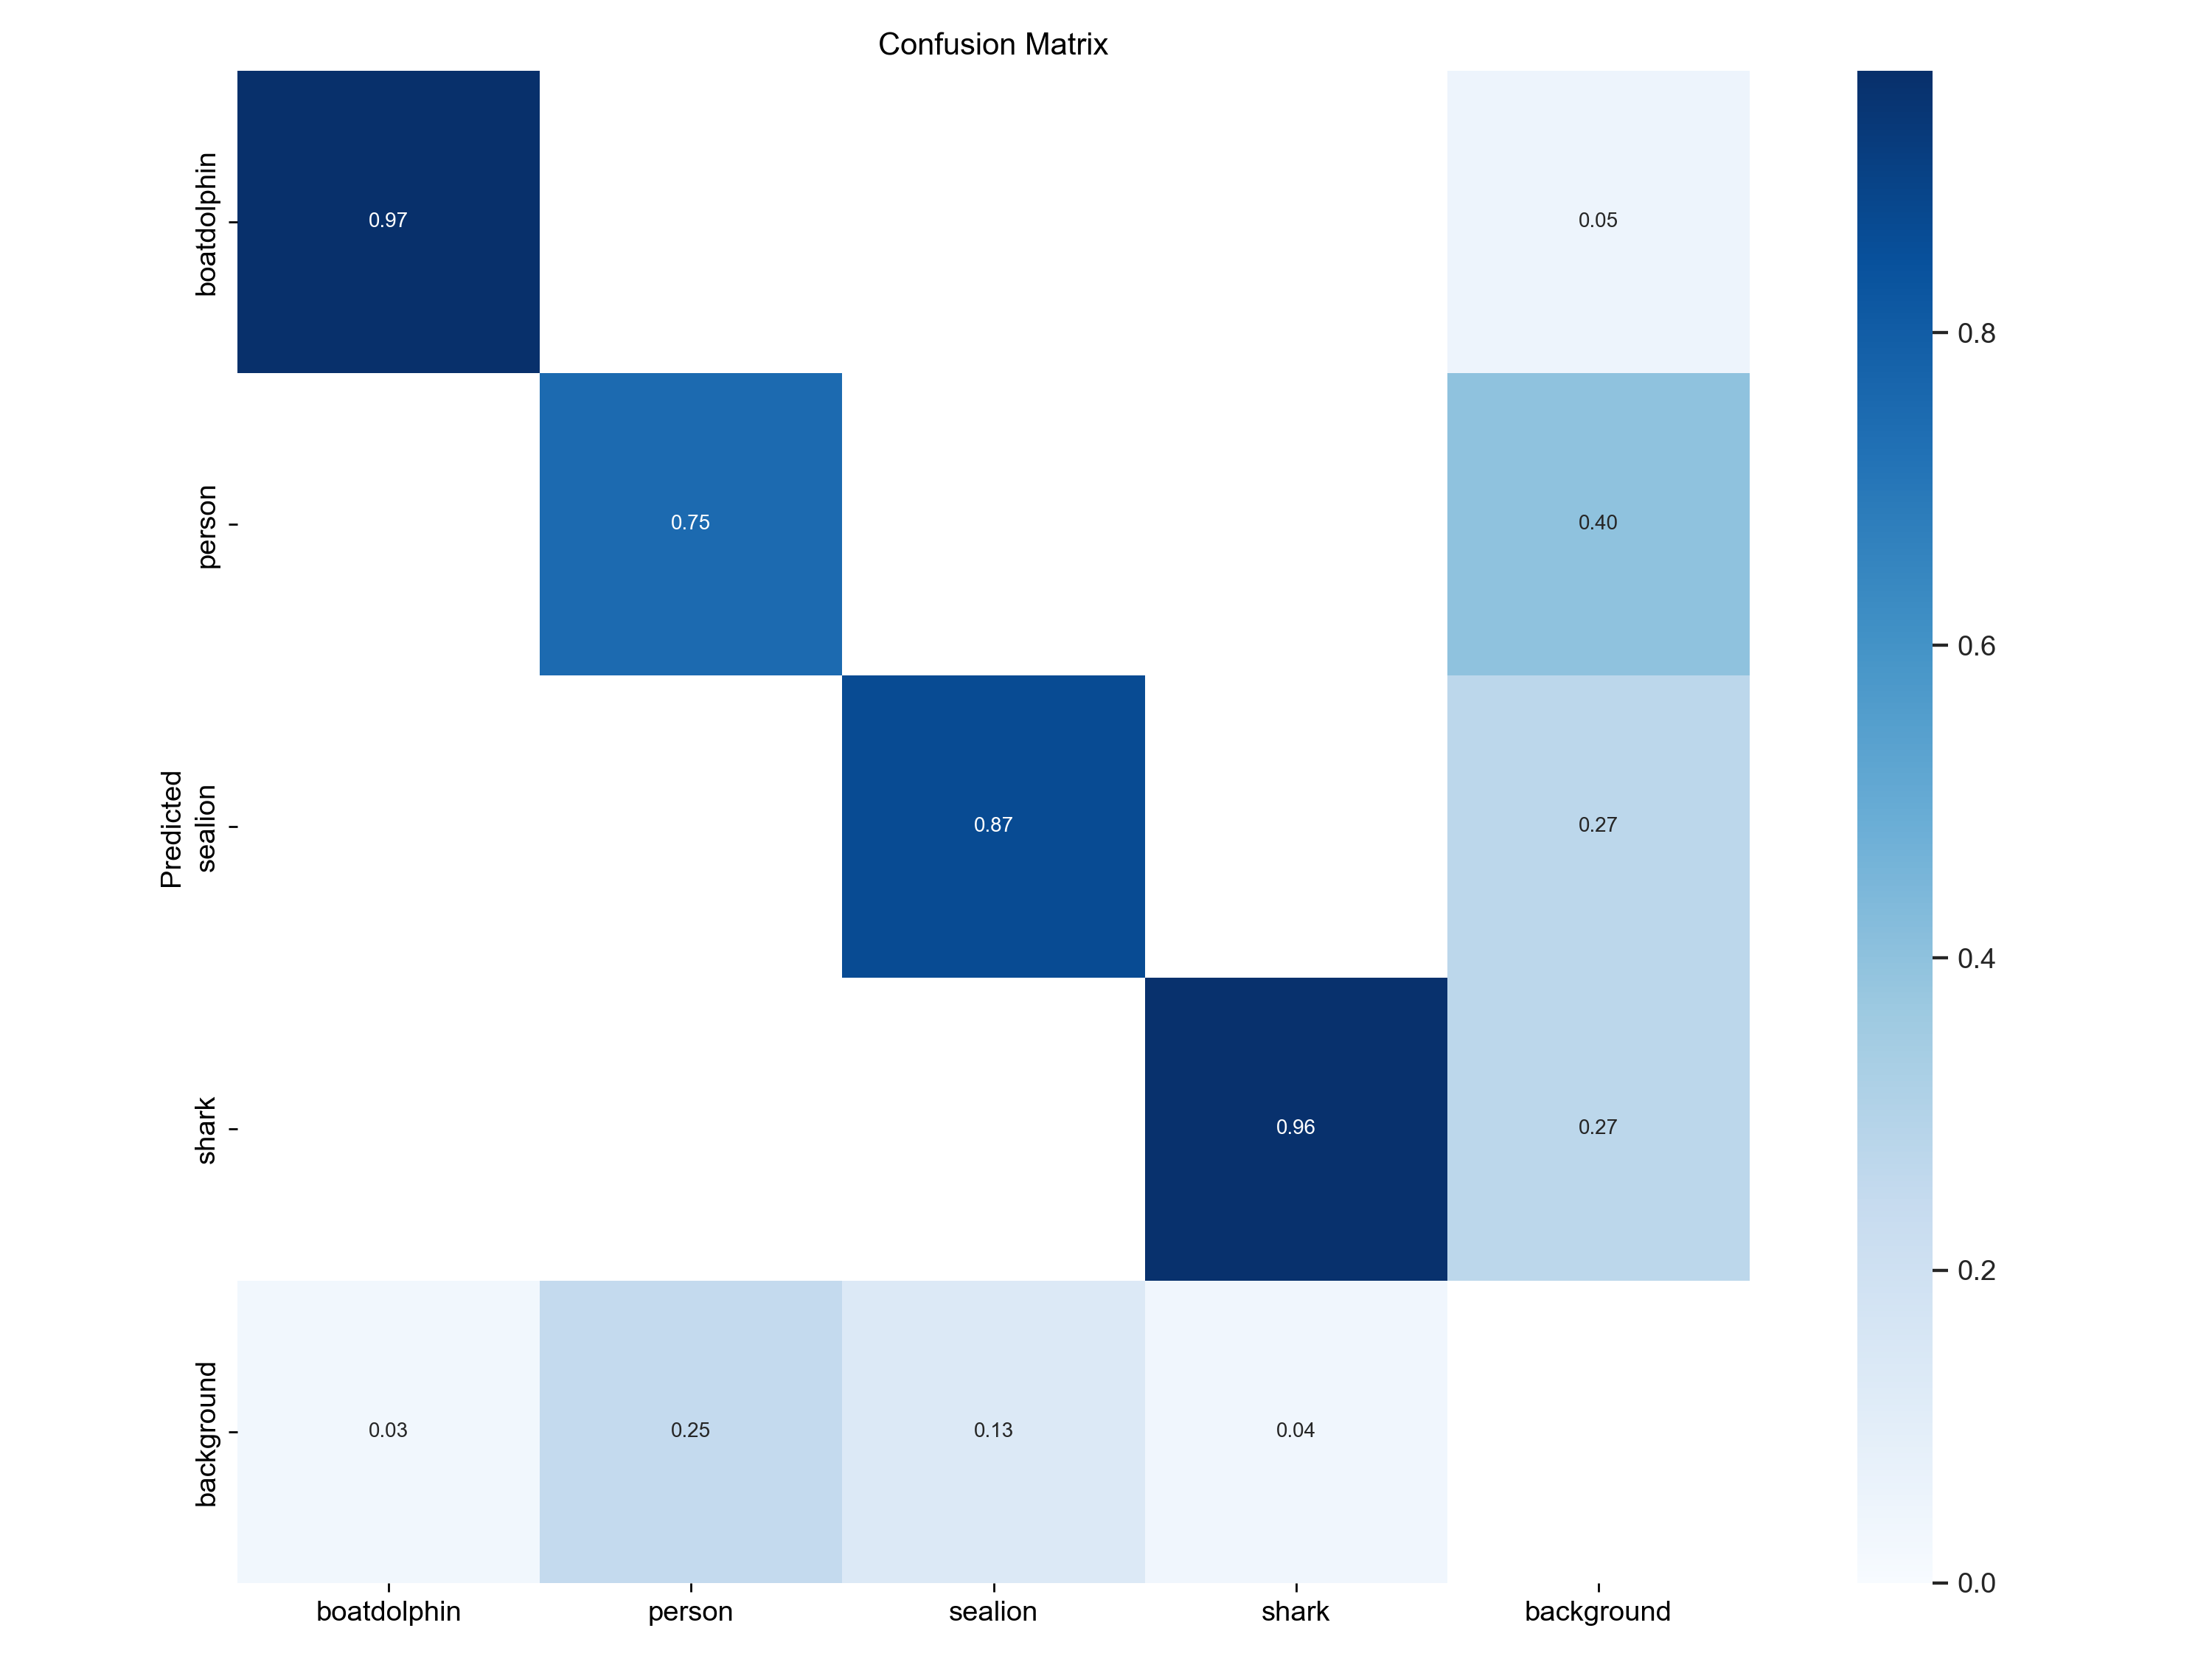 Confusion Matrix
boatdolphin
0.97
0.05
0.8
person
0.75
0.40
0.6
Predicted
sealion
0.87
0.27
0.4
shark
0.96
0.27
0.2
background
0.03
0.25
0.13
0.04
0.0
boatdolphin
person
sealion
shark
background